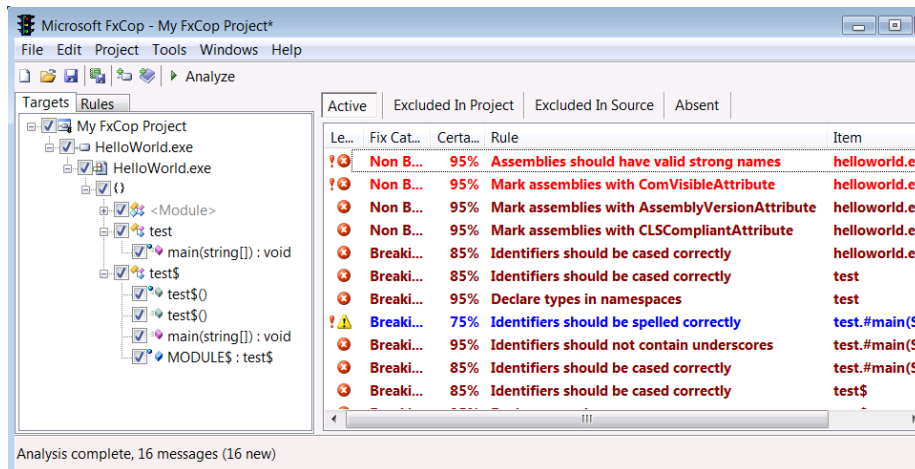 Microsoft FxCop - My FxCop Project*
File Edit Project Tools Windows Help
Analyze
Targets Rules
My FxCop Project
HelloWorld.exe
HelloWorld.exe
{}
<Module>
test
main(string[]) : void
test$
test$()
test$()
main(string[]) : void
MODULE$ : test$
Active Excluded In Project Excluded In Source Absent
Le... Fix Cat... Certa... Rule Item
Non B... 95% Assemblies should have valid strong names helloworld.e
Non B... 95% Mark assemblies with ComVisibleAttribute helloworld.e
Non B... 95% Mark assemblies with AssemblyVersionAttribute helloworld.e
Non B... 95% Mark assemblies with CLSCompliantAttribute helloworld.e
Breaki... 85% Identifiers should be cased correctly helloworld.e
Breaki... 85% Identifiers should be cased correctly test
Breaki... 95% Declare types in namespaces test
Breaki... 75% Identifiers should be spelled correctly test.#main(S
Breaki... 95% Identifiers should not contain underscores test.#main(S
Breaki... 85% Identifiers should be cased correctly test.#main(S
Breaki... 85% Identifiers should be cased correctly test$
Analysis complete, 16 messages (16 new)